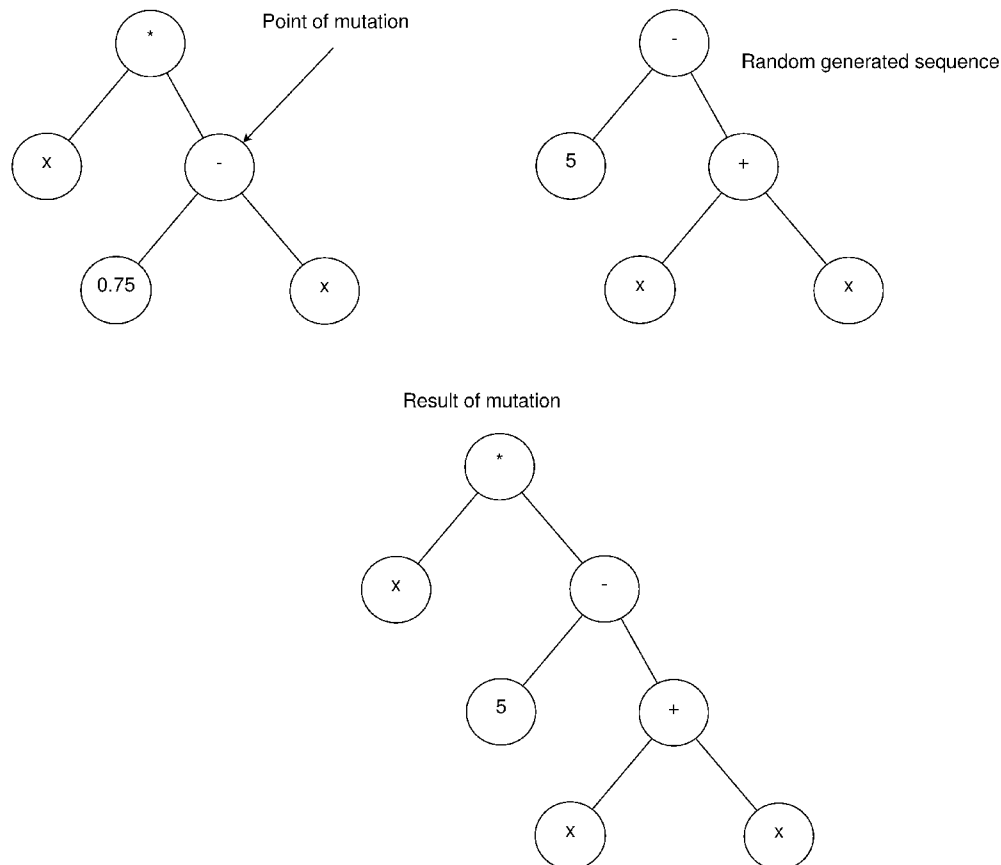 *
Point of mutation
-
Random generated sequence
x
-
5
+
0.75
x
x
x
Result of mutation
*
x
-
5
+
x
x